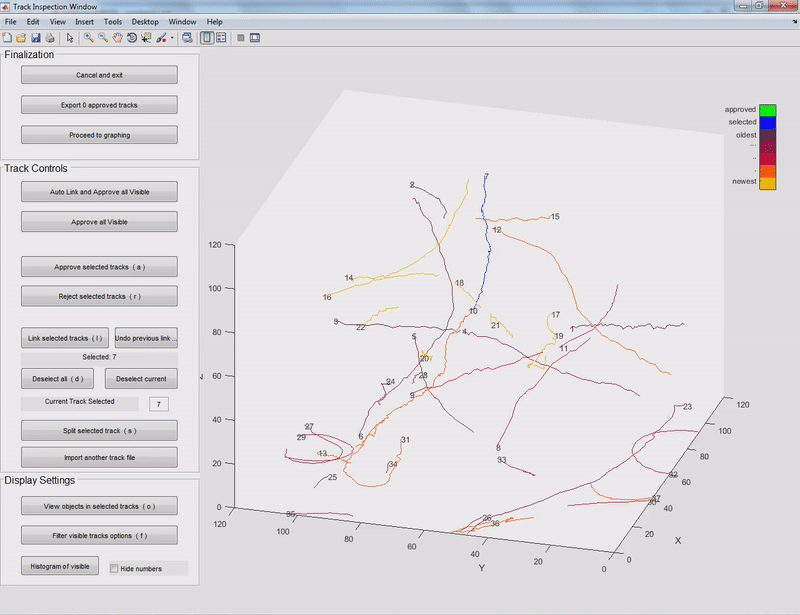 Track Inspection Window
File Edit View Insert Tools Desktop Window Help
Finalization
Cancel and exit
Export 0 approved tracks
Proceed to graphing
Track Controls
Auto Link and Approve all Visible
Approve all Visible
Approve selected tracks ( a )
Reject selected tracks ( r )
Link selected tracks ( l ) Undo previous link ...
Selected: 7
Deselect all ( d ) Deselect current
Current Track Selected 7
Split selected track ( s )
Import another track file
Display Settings
View objects in selected tracks ( o )
Filter visible tracks options ( f )
Histogram of visible Hide numbers
approved
selected
oldest
...
..
.
newest
2 7
15
12
14 18
16
10 17
3 22 21 4 1
5 19
11
20
28
24
9
23
27 6
29 31
8
13 34 33
25 32
35 26 36 37
120
100
80
60
40
20
0
120 100 80 60 40 20 0
Y
0 20 40 60 80 100 120
X